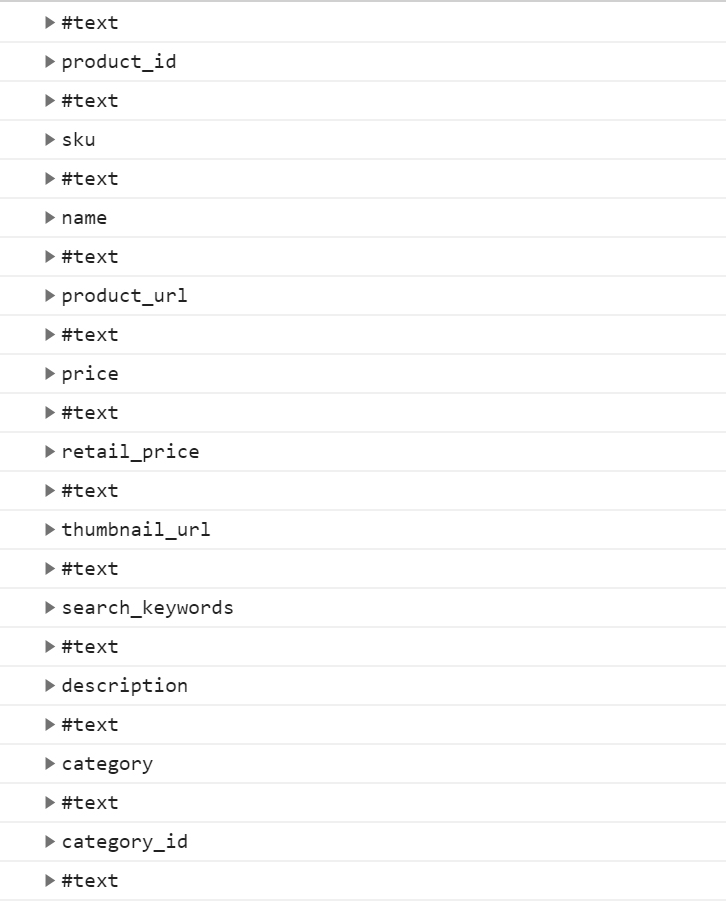 #text
product_id
#text
sku
#text
name
#text
product_url
#text
price
#text
retail_price
#text
thumbnail_url
#text
search_keywords
#text
description
#text
category
#text
category_id
#text